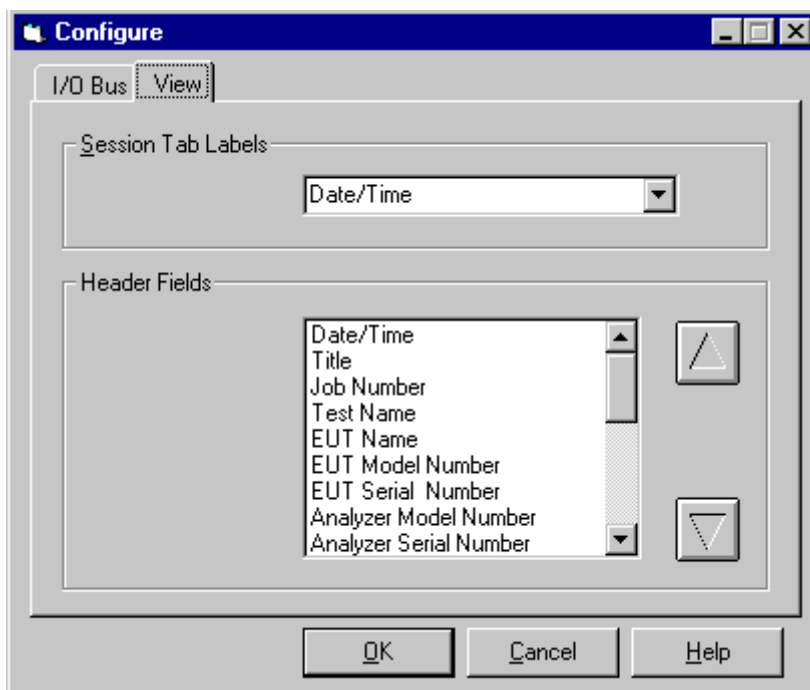 Configure
I/O Bus View
Session Tab Labels
Date/Time
Header Fields
Date/Time
Title
Job Number
Test Name
EUT Name
EUT Model Number
EUT Serial  Number
Analyzer Model Number
Analyzer Serial Number
OK Cancel Help